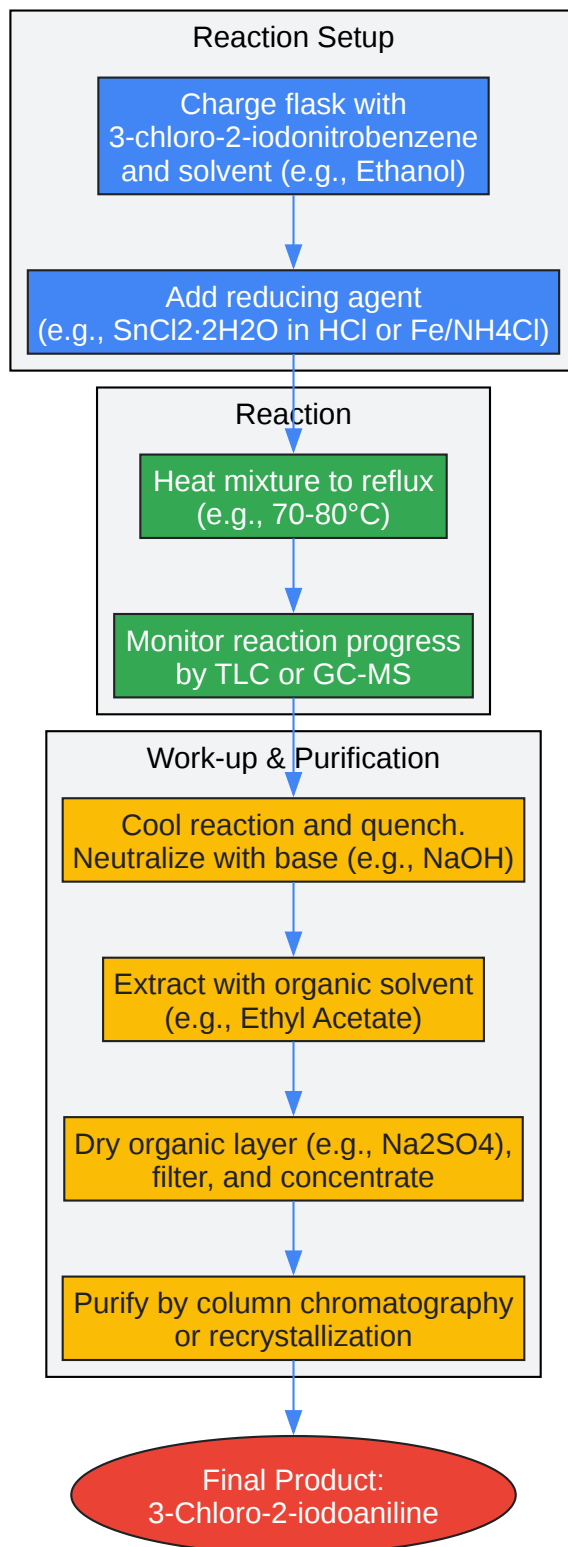 Reaction Setup
Charge flask with
3-chloro-2-iodonitrobenzene
and solvent (e.g., Ethanol)
Add reducing agent
(e.g., SnCl2·2H2O in HCl or Fe/NH4Cl)
Reaction
Heat mixture to reflux
(e.g., 70-80°C)
Monitor reaction progress
by TLC or GC-MS
Work-up & Purification
Cool reaction and quench.
Neutralize with base (e.g., NaOH)
Extract with organic solvent
(e.g., Ethyl Acetate)
Dry organic layer (e.g., Na2SO4),
filter, and concentrate
Purify by column chromatography
or recrystallization
Final Product:
3-Chloro-2-iodoaniline